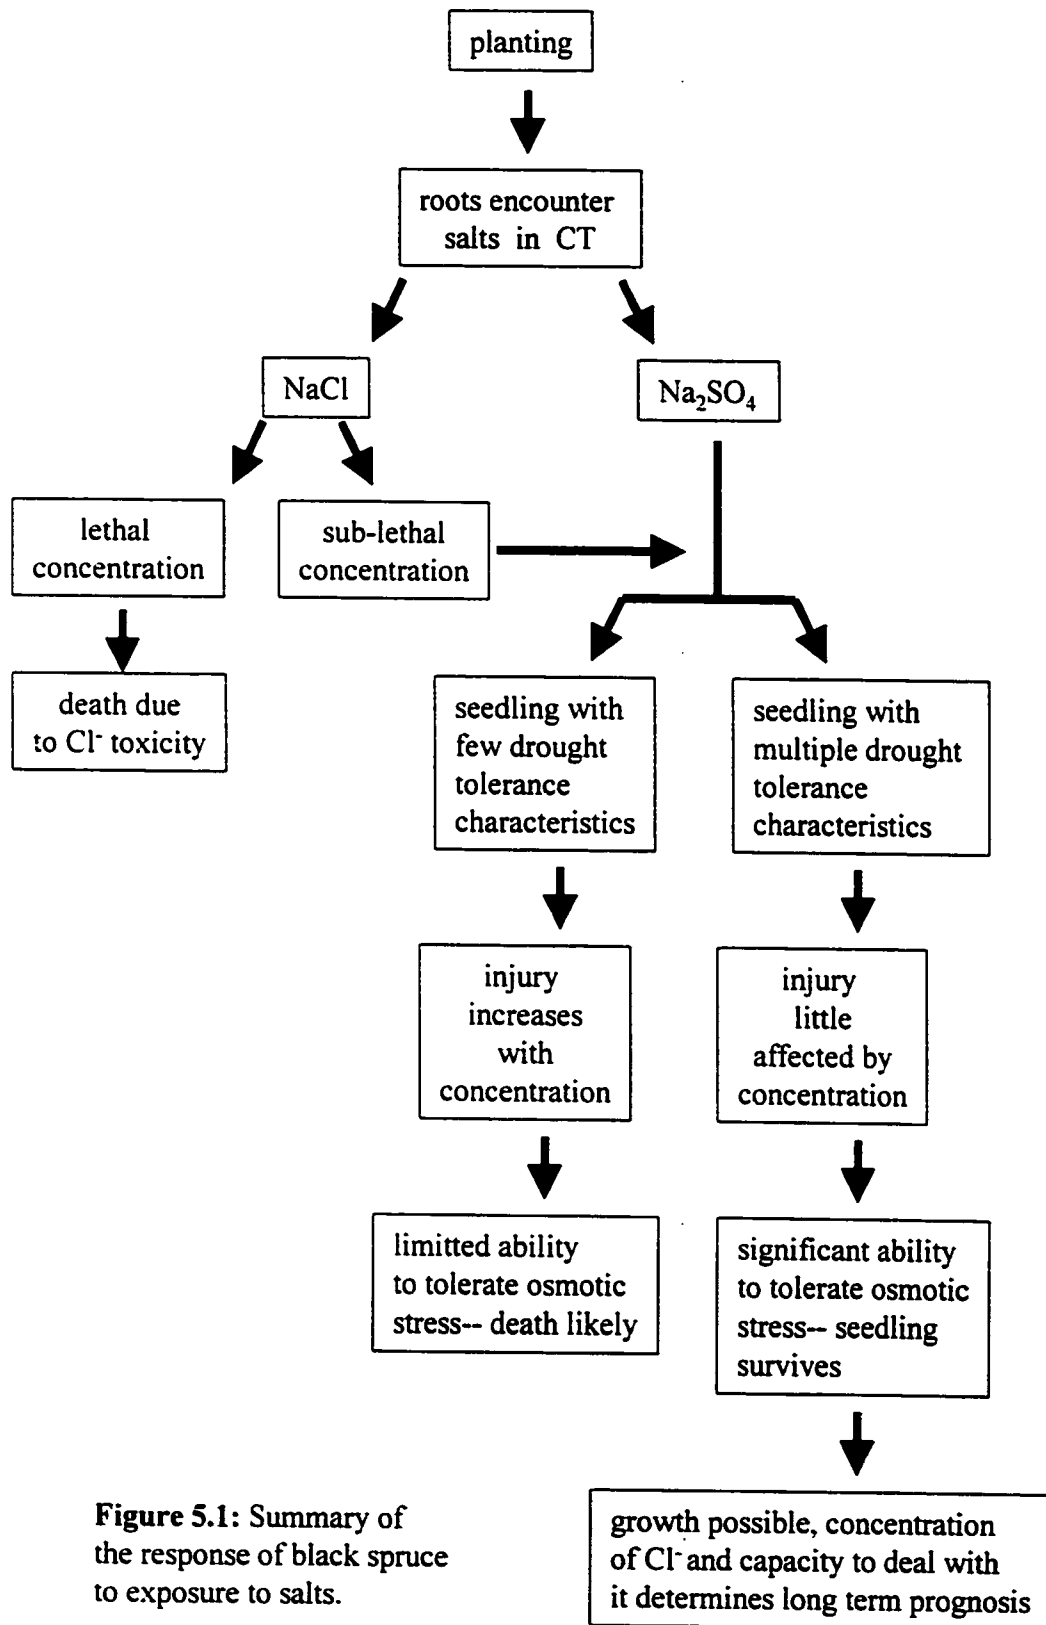 planting
roots encounter
salts in CT
NaCl
Na₂SO₄
lethal
concentration
sub-lethal
concentration
death due
to Cl⁻ toxicity
seedling with
few drought
tolerance
characteristics
seedling with
multiple drought
tolerance
characteristics
injury
increases
with
concentration
injury
little
affected by
concentration
limitted ability
to tolerate osmotic
stress-- death likely
significant ability
to tolerate osmotic
stress-- seedling
survives
growth possible, concentration
of Cl⁻ and capacity to deal with
it determines long term prognosis
Figure 5.1: Summary of
the response of black spruce
to exposure to salts.